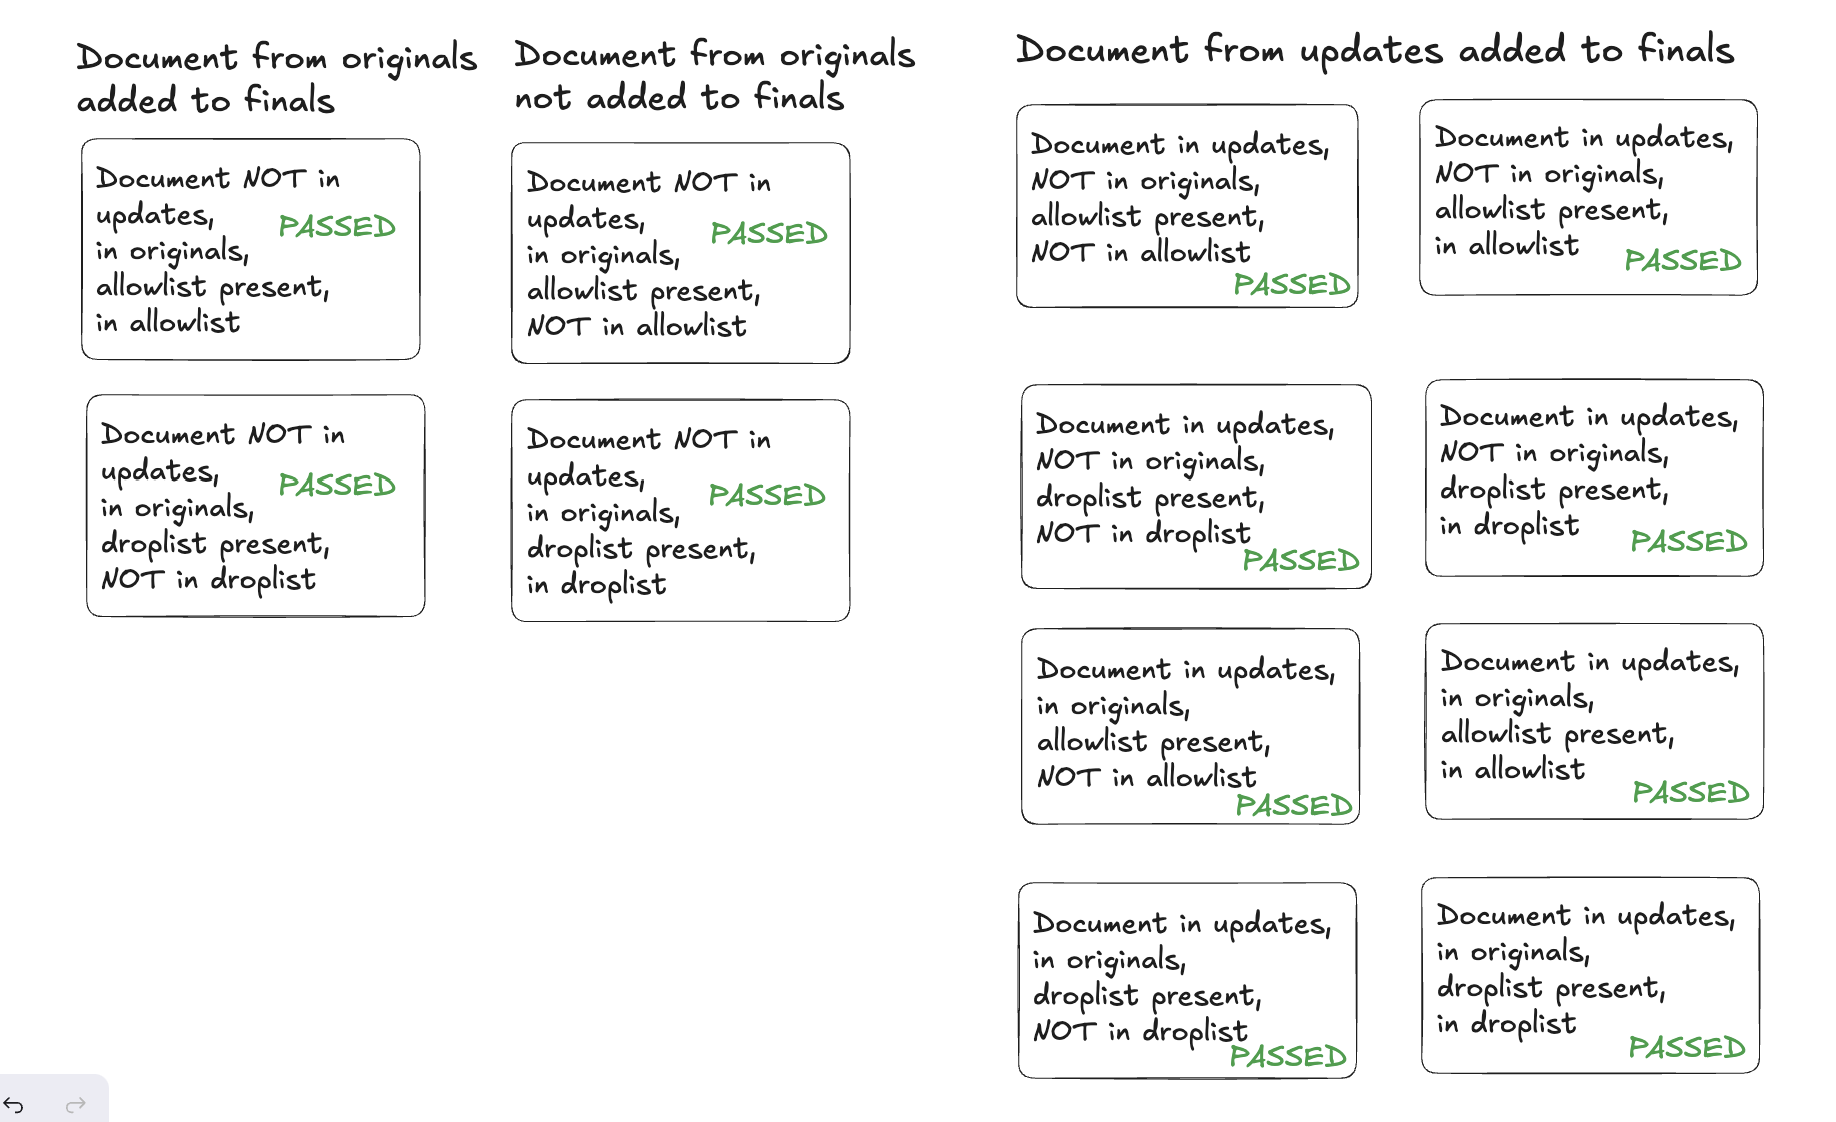 Document from originals
added to finals
Document NOT in
updates,
PASSED
in originals,
allowlist present,
in allowlist
Document NOT in
updates,
PASSED
in originals,
droplist present,
NOT in droplist
Document from originals
not added to finals
Document NOT in
updates,
PASSED
in originals,
allowlist present,
NOT in allowlist
Document NOT in
updates,
PASSED
in originals,
droplist present,
in droplist
Document from updates added to finals
Document in updates,
NOT in originals,
allowlist present,
NOT in allowlist
PASSED
Document in updates,
NOT in originals,
allowlist present,
in allowlist
PASSED
Document in updates,
NOT in originals,
droplist present,
NOT in droplist
PASSED
Document in updates,
NOT in originals,
droplist present,
in droplist
PASSED
Document in updates,
in originals,
allowlist present,
NOT in allowlist
PASSED
Document in updates,
in originals,
allowlist present,
in allowlist
PASSED
Document in updates,
in originals,
droplist present,
NOT in droplist
PASSED
Document in updates,
in originals,
droplist present,
in droplist
PASSED